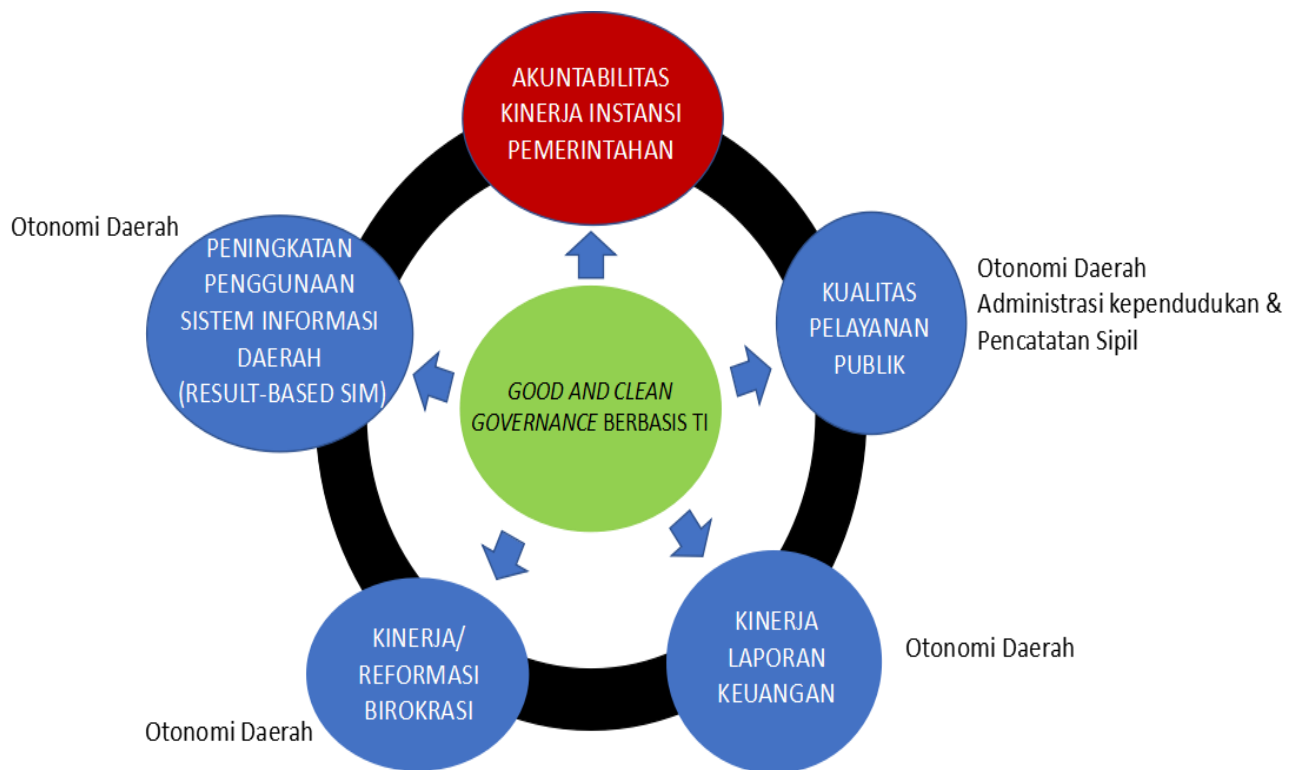 AKUNTABILITAS
KINERJA INSTANSI
PEMERINTAHAN
Otonomi Daerah
PENINGKATAN
PENGGUNAAN
SISTEM INFORMASI
DAERAH
(RESULT-BASED SIM)
KUALITAS
PELAYANAN
PUBLIK
Otonomi Daerah
Administrasi kependudukan &
Pencatatan Sipil
GOOD AND CLEAN
GOVERNANCE BERBASIS TI
KINERJA/
REFORMASI
BIROKRASI
Otonomi Daerah
KINERJA
LAPORAN
KEUANGAN
Otonomi Daerah